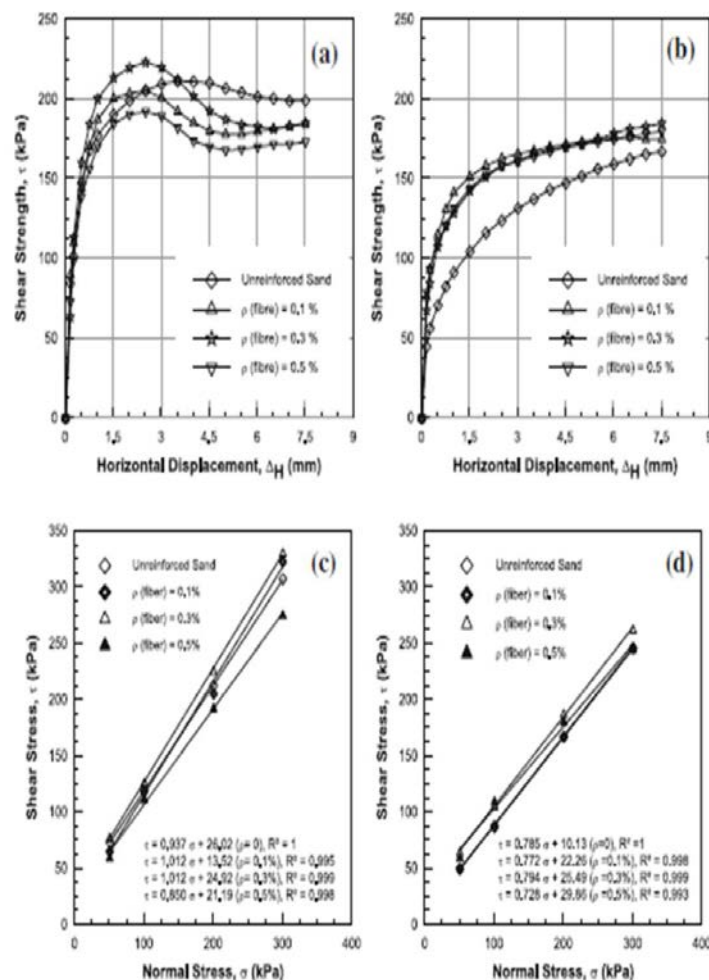 250
200
150
100
50
0
Shear Strength, τ (kPa)
(a)
Unreinforced Sand
ρ (fibre) = 0.1 %
ρ (fibre) = 0.3 %
ρ (fibre) = 0.5 %
0 1.5 3 4.5 6 7.5 9
Horizontal Displacement, ΔH (mm)
250
200
150
100
50
0
Shear Strength, τ (kPa)
(b)
Unreinforced Sand
ρ (fibre) = 0.1 %
ρ (fibre) = 0.3 %
ρ (fibre) = 0.5 %
0 1.5 3 4.5 6 7.5 9
Horizontal Displacement, ΔH (mm)
350
300
250
200
150
100
50
0
Shear Stress, τ (kPa)
(c)
Unreinforced Sand
ρ (fiber) = 0.1%
ρ (fiber) = 0.3%
ρ (fiber) = 0.5%
τ = 0.937 σ + 26.02 (ρ=0), R² = 1
τ = 1.012 σ + 13.52 (ρ= 0.1%), R² = 0.995
τ = 1.012 σ + 24.92 (ρ= 0.3%), R² = 0.999
τ = 0.850 σ + 21.19 (ρ= 0.5%), R² = 0.998
0 100 200 300 400
Normal Stress, σ (kPa)
350
300
250
200
150
100
50
0
Shear Stress, τ (kPa)
(d)
Unreinforced Sand
ρ (fiber) = 0.1%
ρ (fiber) = 0.3%
ρ (fiber) = 0.5%
τ = 0.785 σ + 10.13 (ρ=0), R² =1
τ = 0.772 σ + 22.26 (ρ =0.1%), R² = 0.998
τ = 0.794 σ + 25.49 (ρ =0.3%), R² = 0.999
τ = 0.728 σ + 29.86 (ρ =0.5%), R² = 0.993
0 100 200 300 400
Normal Stress, σ (kPa)